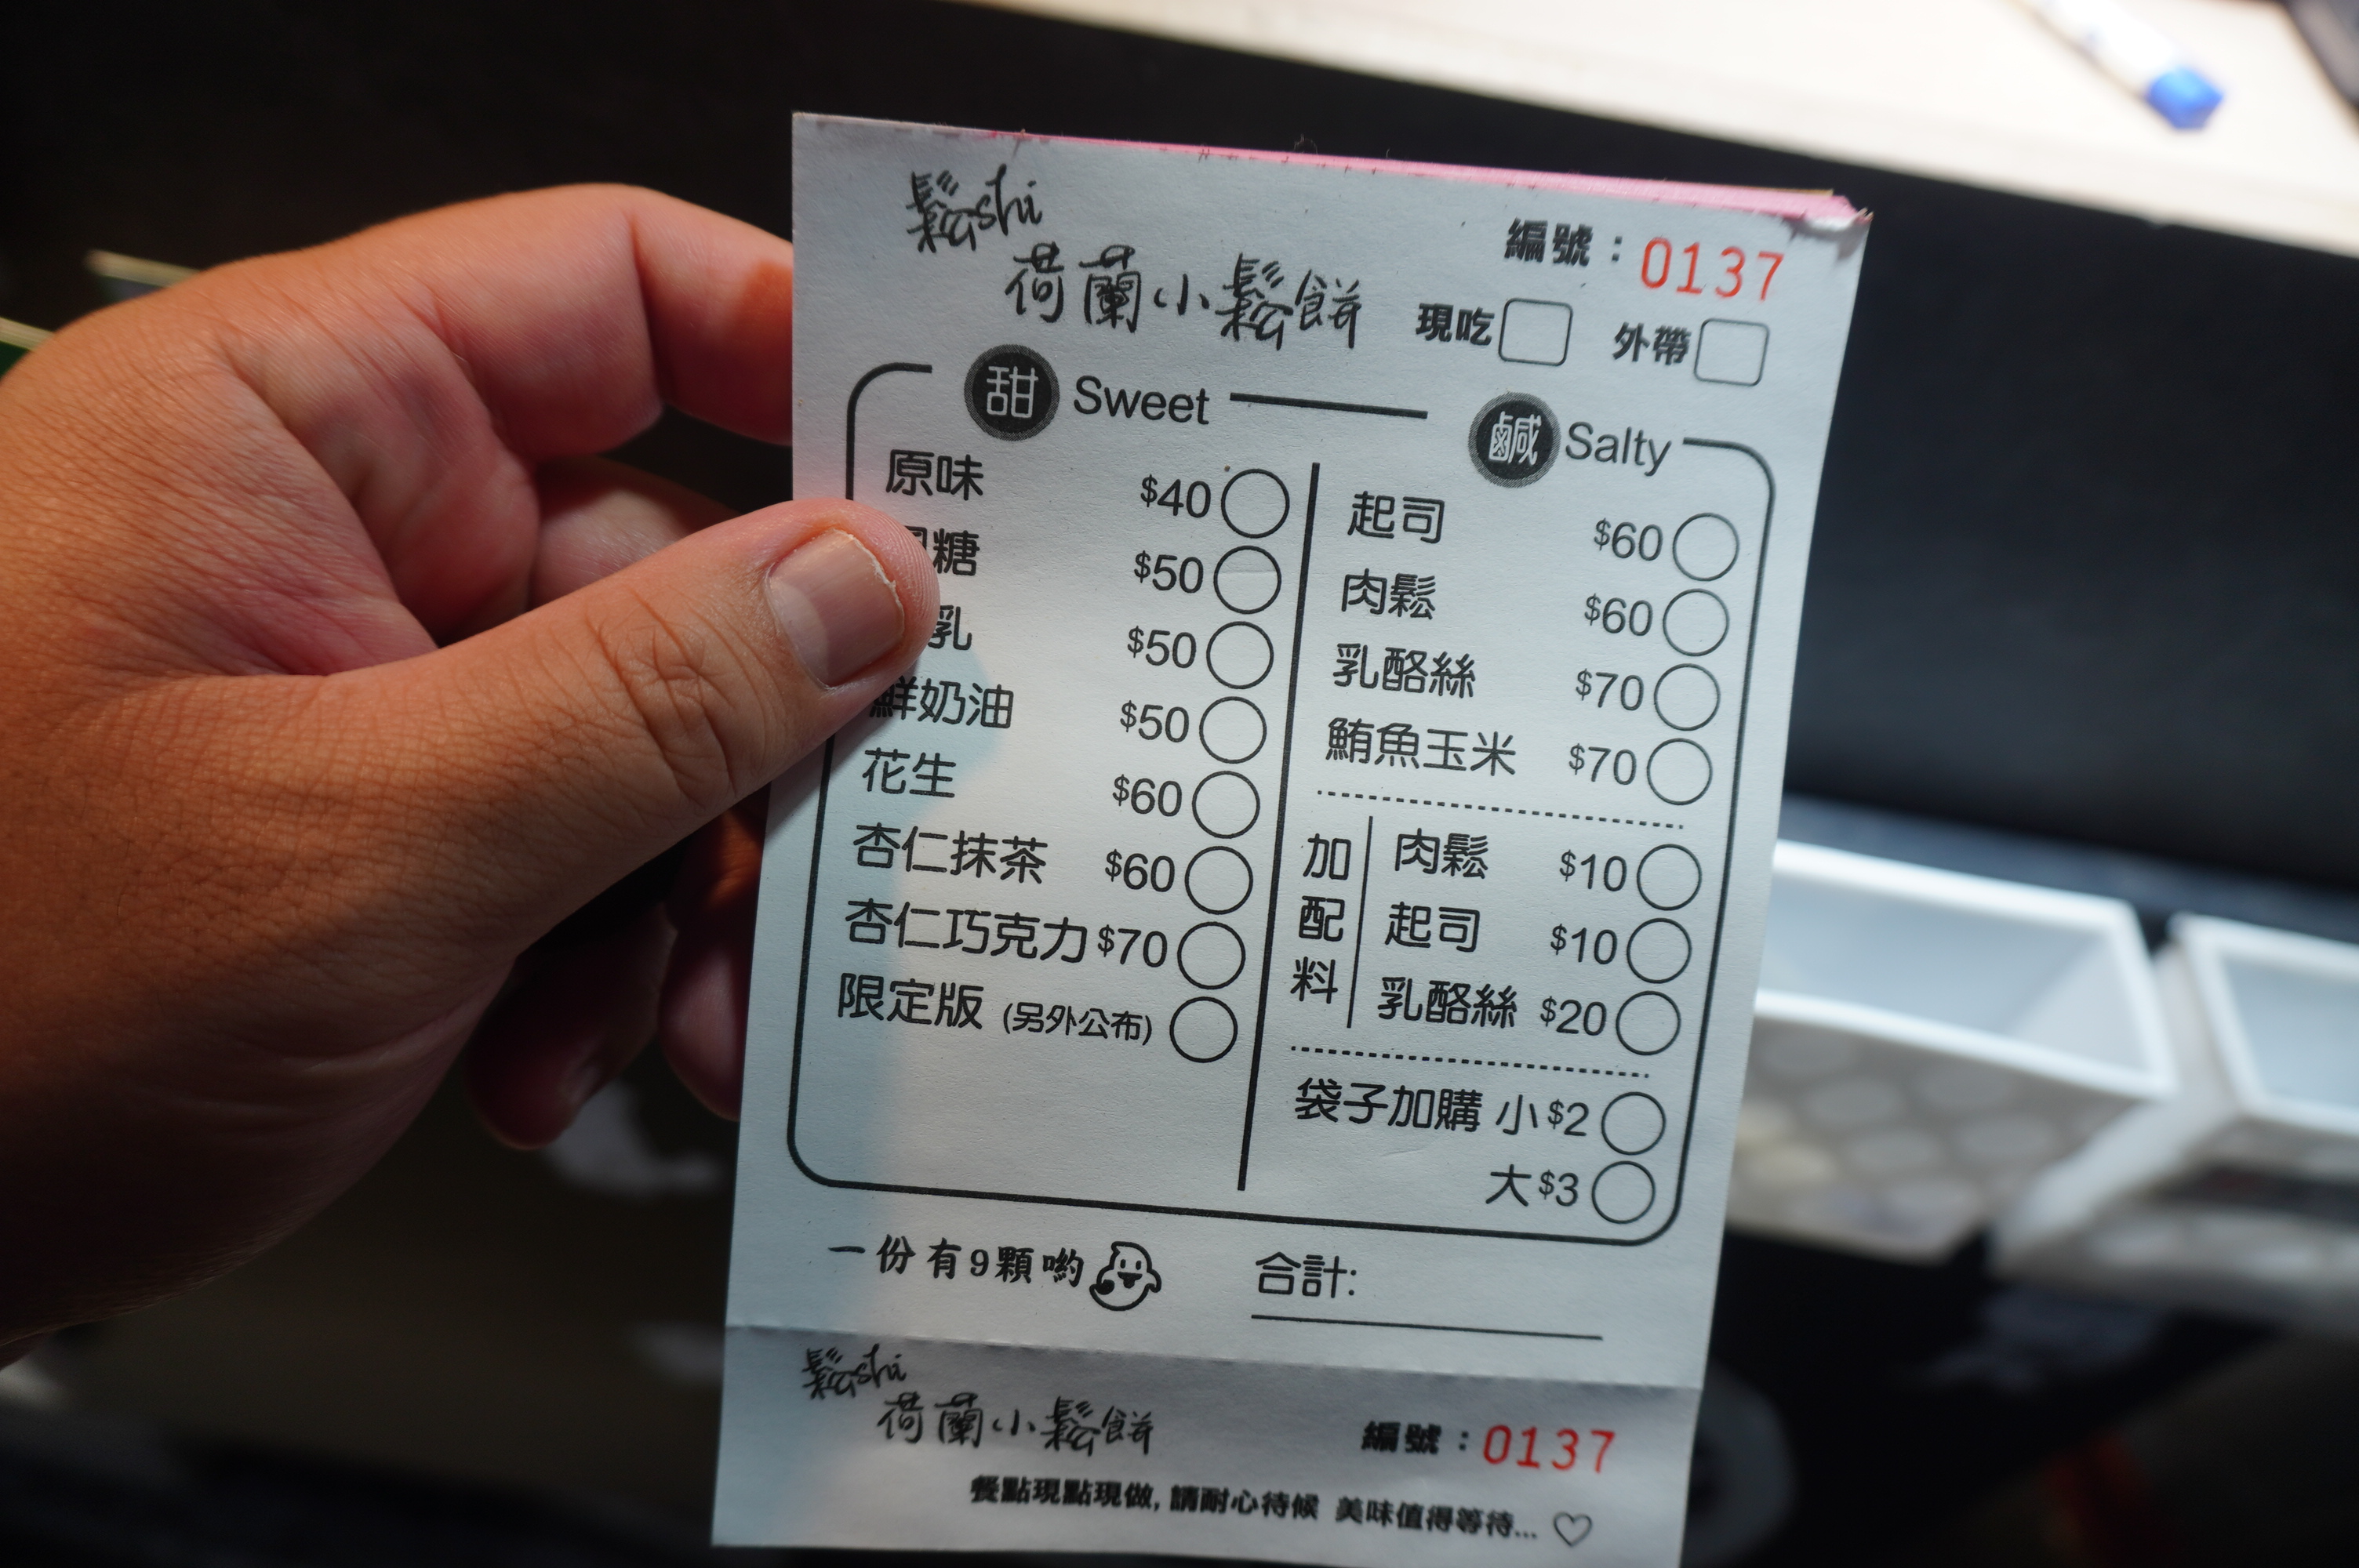 鬆shi
荷蘭小鬆餅
編號：0137
現吃 外帶
甜 Sweet
原味 $40
糖 $50
乳 $50
鮮奶油 $50
花生 $60
杏仁抹茶 $60
杏仁巧克力 $70
限定版 (另外公布)
鹹 Salty
起司 $60
肉鬆 $60
乳酪絲 $70
鮪魚玉米 $70
加配料
肉鬆 $10
起司 $10
乳酪絲 $20
袋子加購 小 $2
大 $3
一份有9顆喲
合計:
鬆shi
荷蘭小鬆餅
編號：0137
餐點現點現做,請耐心待候 美味值得等待...